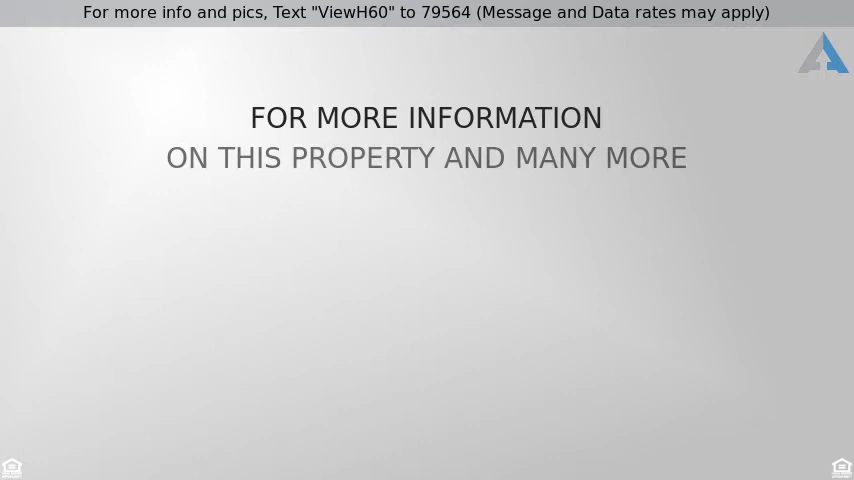 For more info and pics, Text "ViewH60" to 79564 (Message and Data rates may apply)
FOR MORE INFORMATION
ON THIS PROPERTY AND MANY MORE